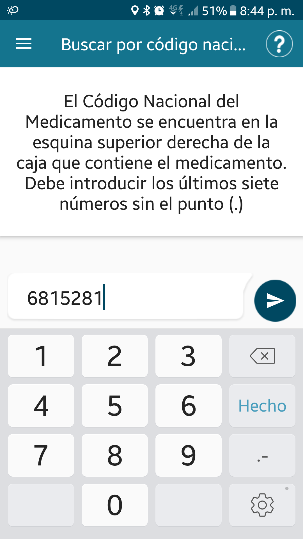 51% 8:44 p. m.
Buscar por código naci... ?
El Código Nacional del
Medicamento se encuentra en la
esquina superior derecha de la
caja que contiene el medicamento.
Debe introducir los últimos siete
números sin el punto (.)
6815281
1 2 3
4 5 6 Hecho
7 8 9 .-
0